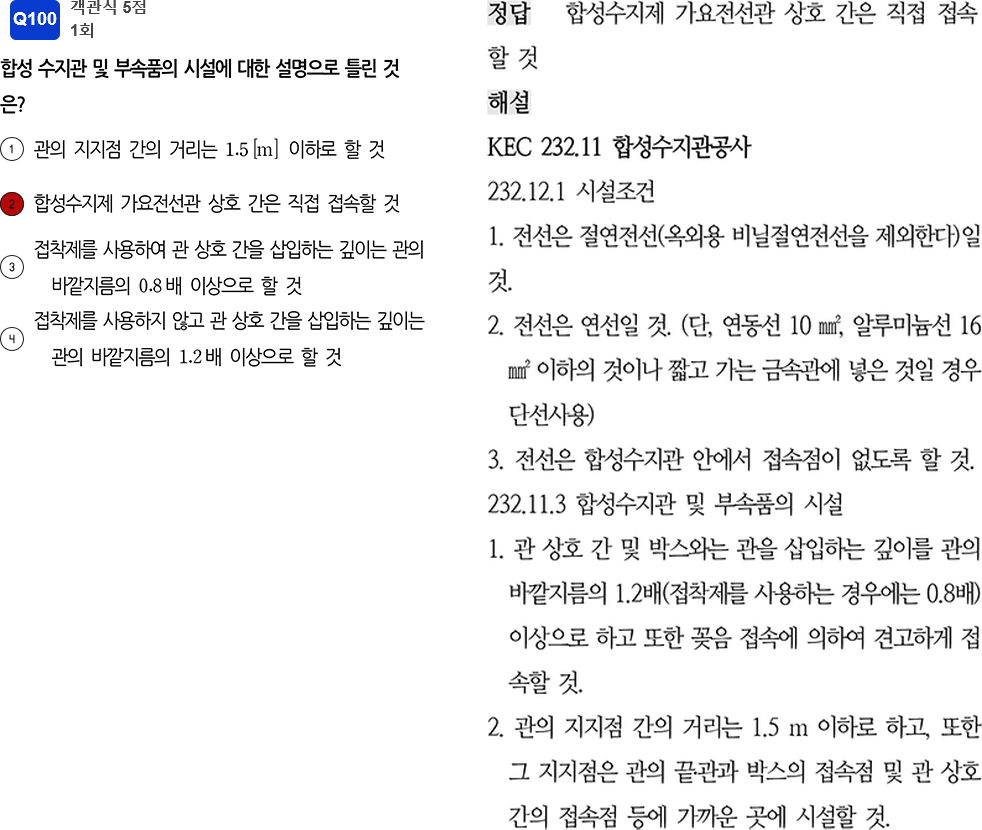 Q100
객관식 5점
1회
합성 수지관 및 부속품의 시설에 대한 설명으로 틀린 것
은?
1 관의 지지점 간의 거리는 1.5 [m] 이하로 할 것
2 합성수지제 가요전선관 상호 간은 직접 접속할 것
3 접착제를 사용하여 관 상호 간을 삽입하는 깊이는 관의
바깥지름의 0.8배 이상으로 할 것
4 접착제를 사용하지 않고 관 상호 간을 삽입하는 깊이는
관의 바깥지름의 1.2배 이상으로 할 것
정답 합성수지제 가요전선관 상호 간은 직접 접속
할 것
해설
KEC 232.11 합성수지관공사
232.12.1 시설조건
1. 전선은 절연전선(옥외용 비닐절연전선을 제외한다)일
것.
2. 전선은 연선일 것. (단, 연동선 10 ㎟, 알루미늄선 16
㎟ 이하의 것이나 짧고 가는 금속관에 넣은 것일 경우
단선사용)
3. 전선은 합성수지관 안에서 접속점이 없도록 할 것.
232.11.3 합성수지관 및 부속품의 시설
1. 관 상호 간 및 박스와는 관을 삽입하는 깊이를 관의
바깥지름의 1.2배(접착제를 사용하는 경우에는 0.8배)
이상으로 하고 또한 꽂음 접속에 의하여 견고하게 접
속할 것.
2. 관의 지지점 간의 거리는 1.5 m 이하로 하고, 또한
그 지지점은 관의 끝관과 박스의 접속점 및 관 상호
간의 접속점 등에 가까운 곳에 시설할 것.